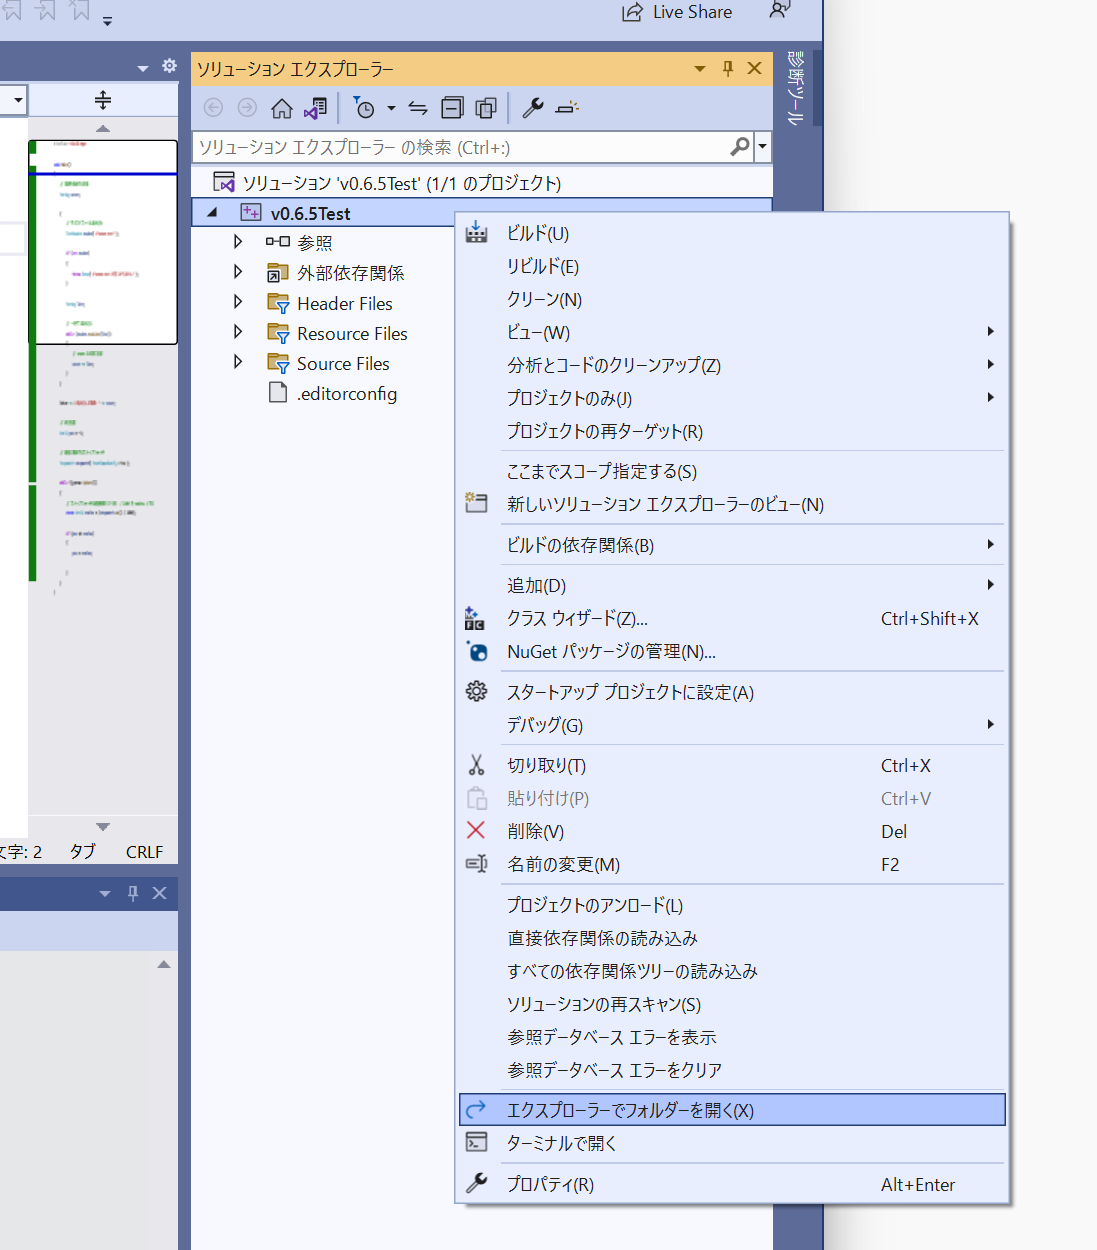 Live Share
ソリューション エクスプローラー
診断ツール
ソリューション エクスプローラー の検索 (Ctrl+:)
ソリューション 'v0.6.5Test' (1/1 のプロジェクト)
v0.6.5Test
参照
外部依存関係
Header Files
Resource Files
Source Files
.editorconfig
ビルド(U)
リビルド(E)
クリーン(N)
ビュー(W)
分析とコードのクリーンアップ(Z)
プロジェクトのみ(J)
プロジェクトの再ターゲット(R)
ここまでスコープ指定する(S)
新しいソリューション エクスプローラーのビュー(N)
ビルドの依存関係(B)
追加(D)
クラス ウィザード(Z)... Ctrl+Shift+X
NuGet パッケージの管理(N)...
スタートアップ プロジェクトに設定(A)
デバッグ(G)
切り取り(T) Ctrl+X
貼り付け(P) Ctrl+V
削除(V) Del
名前の変更(M) F2
プロジェクトのアンロード(L)
直接依存関係の読み込み
すべての依存関係ツリーの読み込み
ソリューションの再スキャン(S)
参照データベース エラーを表示
参照データベース エラーをクリア
エクスプローラーでフォルダーを開く(X)
ターミナルで開く
プロパティ(R) Alt+Enter
文字: 2 タブ CRLF